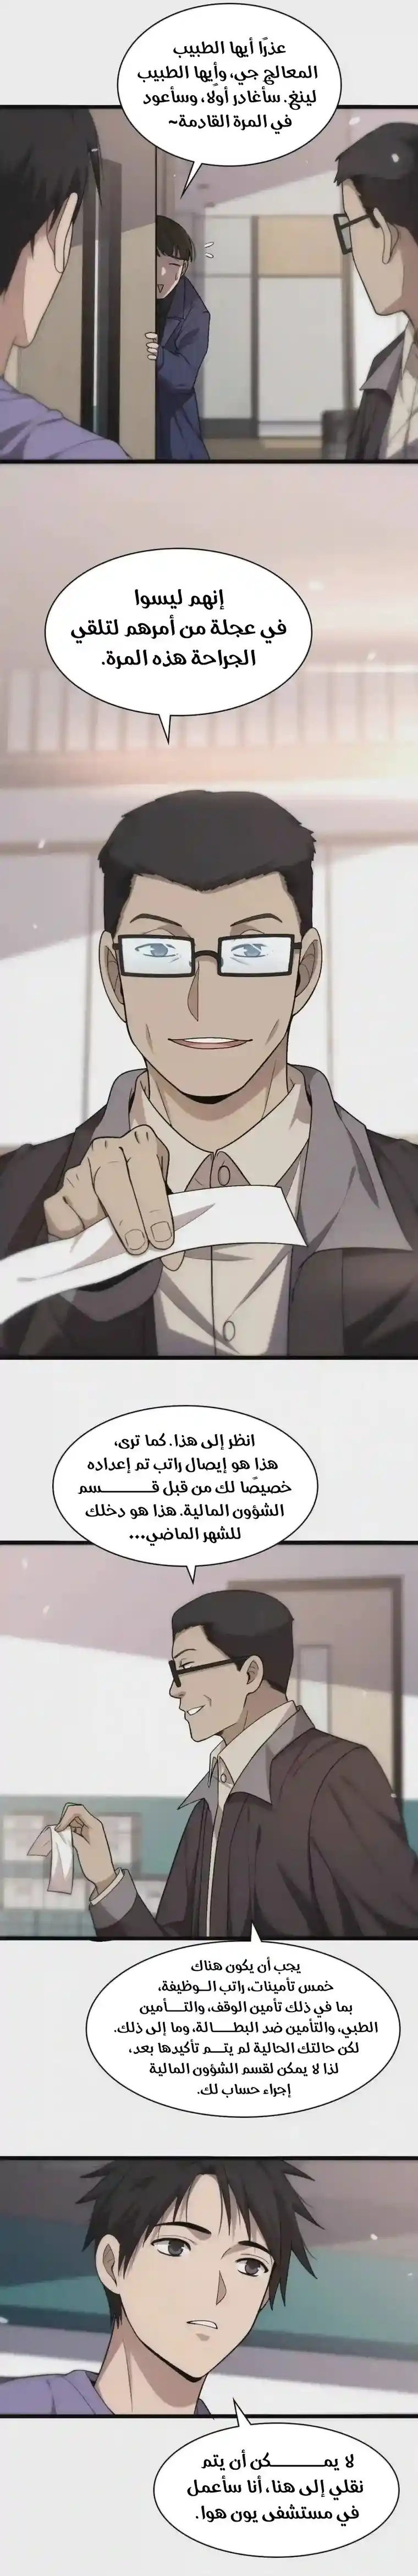 عذرًا أيها الطبيب
المعالج جي، وأيها الطبيب
لينغ. سأغادر أولًا، وسأعود
في المرة القادمة~
إنهم ليسوا
في عجلة من أمرهم لتلقي
الجراحة هذه المرة.
انظر إلى هذا. كما ترى،
هذا هو إيصال راتب تم إعداده
خصيصًا لك من قبل قـــــــسم
الشؤون المالية. هذا هو دخلك
للشهر الماضي...
يجب أن يكون هناك
خمس تأمينات، راتب الــوظيفة،
بما في ذلك تأمين الوقف، والتـــأمين
الطبي، والتأمين ضد البطـــالة، وما إلى ذلك.
لكن حالتك الحالية لم يتـــم تأكيدها بعد،
لذا لا يمكن لقسم الشؤون المالية
إجراء حساب لك.
لا يمـــــــكن أن يتم
نقلي إلى هنا، أنا سأعمل
في مستشفى يون هوا.